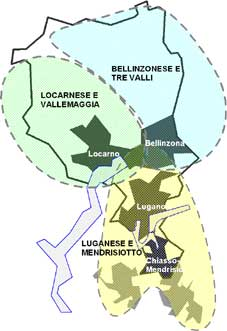 BELLINZONESE E
TRE VALLI
LOCARNESE E
VALLEMAGGIA
Bellinzona
Locarno
Lugano
LUGANESE E
MENDRISIOTTO
Chiasso-
Mendrisio